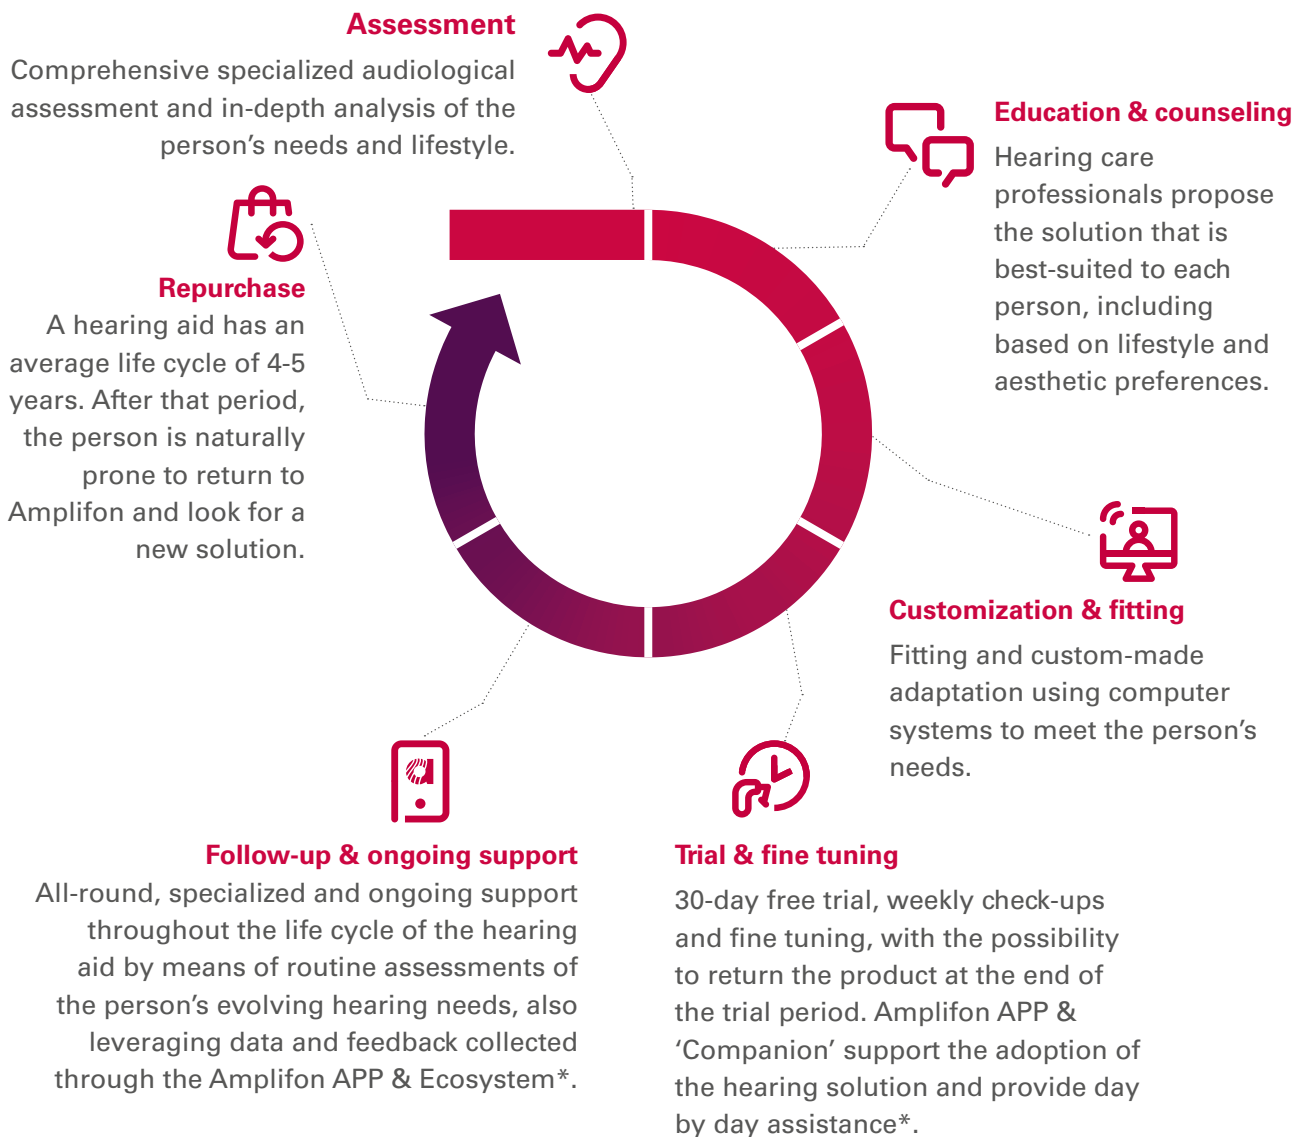 Assessment
Comprehensive specialized audiological
assessment and in-depth analysis of the
person’s needs and lifestyle.
Education & counseling
Hearing care
professionals propose
the solution that is
best-suited to each
person, including
based on lifestyle and
aesthetic preferences.
Customization & fitting
Fitting and custom-made
adaptation using computer
systems to meet the person’s
needs.
Trial & fine tuning
30-day free trial, weekly check-ups
and fine tuning, with the possibility
to return the product at the end of
the trial period. Amplifon APP &
‘Companion’ support the adoption of
the hearing solution and provide day
by day assistance*.
Follow-up & ongoing support
All-round, specialized and ongoing support
throughout the life cycle of the hearing
aid by means of routine assessments of
the person’s evolving hearing needs, also
leveraging data and feedback collected
through the Amplifon APP & Ecosystem*.
Repurchase
A hearing aid has an
average life cycle of 4-5
years. After that period,
the person is naturally
prone to return to
Amplifon and look for a
new solution.